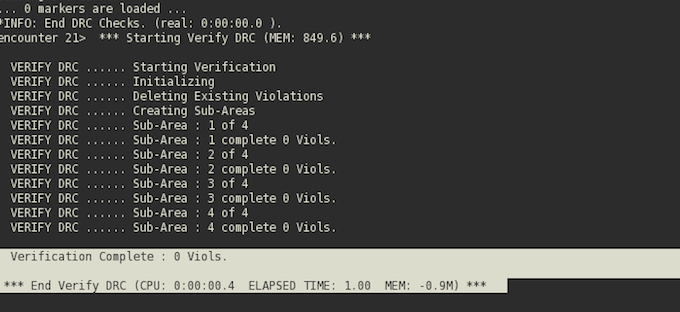 ... 0 markers are loaded ...
*INFO: End DRC Checks. (real: 0:00:00.0 ).
encounter 21>  *** Starting Verify DRC (MEM: 849.6) ***
VERIFY DRC ...... Starting Verification
VERIFY DRC ...... Initializing
VERIFY DRC ...... Deleting Existing Violations
VERIFY DRC ...... Creating Sub-Areas
VERIFY DRC ...... Sub-Area : 1 of 4
VERIFY DRC ...... Sub-Area : 1 complete 0 Viols.
VERIFY DRC ...... Sub-Area : 2 of 4
VERIFY DRC ...... Sub-Area : 2 complete 0 Viols.
VERIFY DRC ...... Sub-Area : 3 of 4
VERIFY DRC ...... Sub-Area : 3 complete 0 Viols.
VERIFY DRC ...... Sub-Area : 4 of 4
VERIFY DRC ...... Sub-Area : 4 complete 0 Viols.
Verification Complete : 0 Viols.
*** End Verify DRC (CPU: 0:00:00.4  ELAPSED TIME: 1.00  MEM: -0.9M) ***